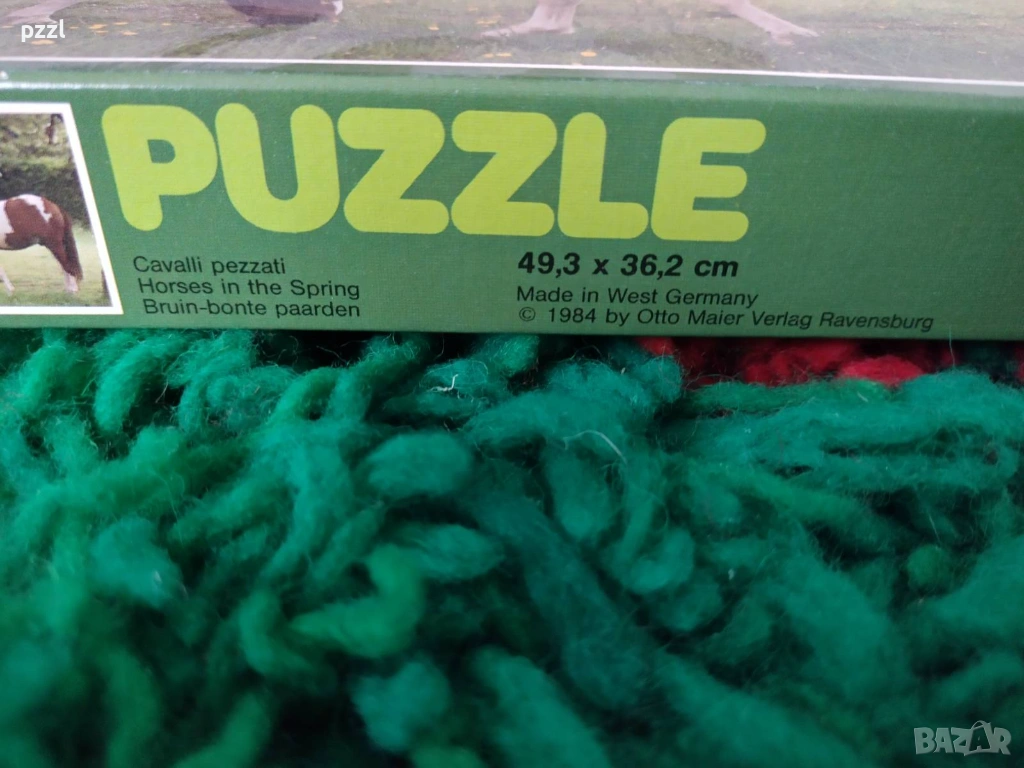 pzzl
PUZZLE
Cavalli pezzati
Horses in the Spring
Bruin-bonte paarden
49,3 x 36,2 cm
Made in West Germany
© 1984 by Otto Maier Verlag Ravensburg
BAZAR